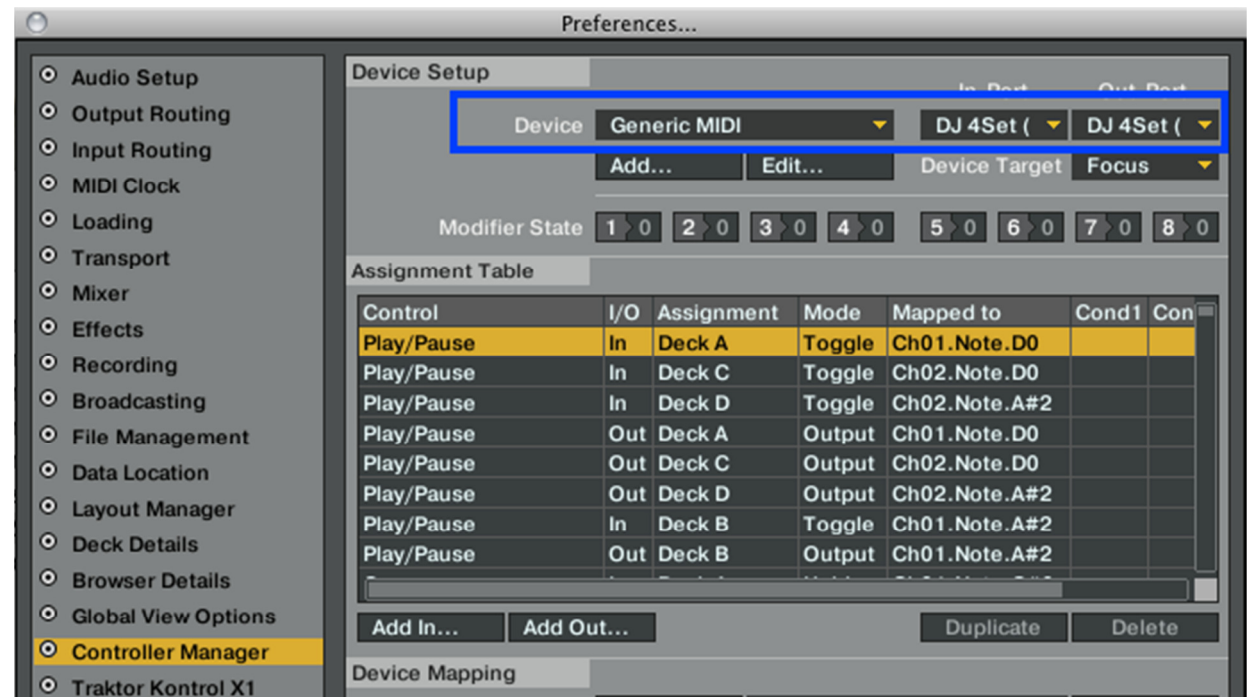 Preferences...
Audio Setup
Output Routing
Input Routing
MIDI Clock
Loading
Transport
Mixer
Effects
Recording
Broadcasting
File Management
Data Location
Layout Manager
Deck Details
Browser Details
Global View Options
Controller Manager
Traktor Kontrol X1
Device Setup
In-Port Out-Port
Device Generic MIDI DJ 4Set ( DJ 4Set (
Add... Edit... Device Target Focus
Modifier State 1 0 2 0 3 0 4 0 5 0 6 0 7 0 8 0
Assignment Table
Control I/O Assignment Mode Mapped to Cond1 Con
Play/Pause In Deck A Toggle Ch01.Note.D0
Play/Pause In Deck C Toggle Ch02.Note.D0
Play/Pause In Deck D Toggle Ch02.Note.A#2
Play/Pause Out Deck A Output Ch01.Note.D0
Play/Pause Out Deck C Output Ch02.Note.D0
Play/Pause Out Deck D Output Ch02.Note.A#2
Play/Pause In Deck B Toggle Ch01.Note.A#2
Play/Pause Out Deck B Output Ch01.Note.A#2
Add In... Add Out... Duplicate Delete
Device Mapping